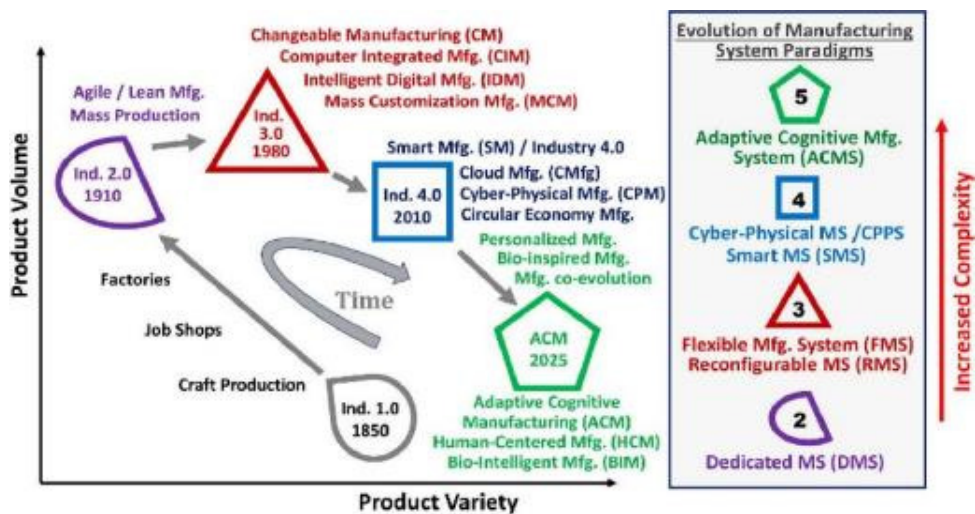 Product Volume
Changeable Manufacturing (CM)
Computer Integrated Mfg. (CIM)
Intelligent Digital Mfg. (IDM)
Mass Customization Mfg. (MCM)
Agile / Lean Mfg.
Mass Production
Ind.
3.0
1980
Ind. 2.0
1910
Smart Mfg. (SM) / Industry 4.0
Cloud Mfg. (CMfg)
Cyber-Physical Mfg. (CPM)
Circular Economy Mfg.
Ind. 4.0
2010
Personalized Mfg.
Bio-inspired Mfg.
Mfg. co-evolution
Factories
Time
Job Shops
Craft Production
Ind. 1.0
1850
ACM
2025
Adaptive Cognitive
Manufacturing (ACM)
Human-Centered Mfg. (HCM)
Bio-Intelligent Mfg. (BIM)
Product Variety
Evolution of Manufacturing
System Paradigms
5
Adaptive Cognitive Mfg.
System (ACMS)
4
Cyber-Physical MS /CPPS
Smart MS (SMS)
3
Flexible Mfg. System (FMS)
Reconfigurable MS (RMS)
2
Dedicated MS (DMS)
Increased Complexity